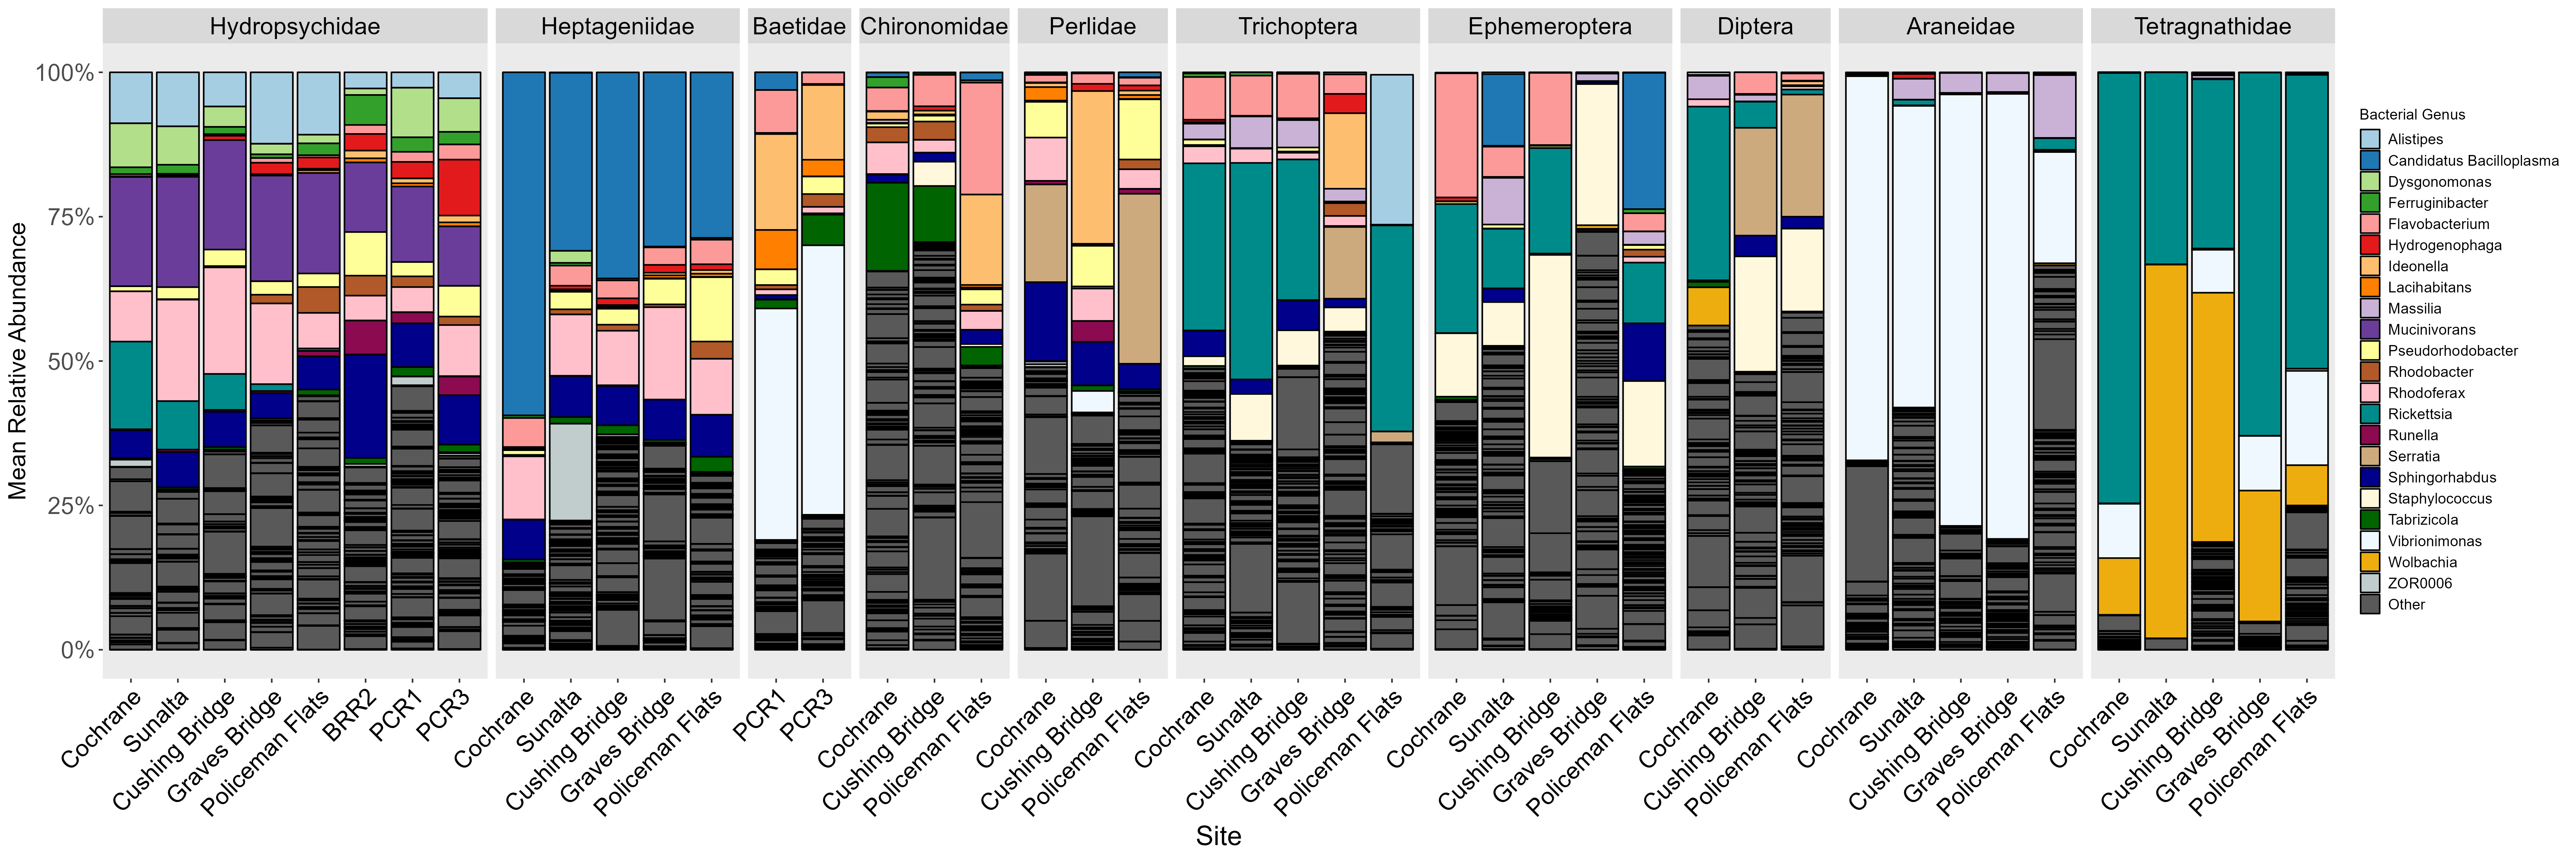 Hydropsychidae
Heptageniidae
Baetidae
Chironomidae
Perlidae
Trichoptera
Ephemeroptera
Diptera
Araneidae
Tetragnathidae
Mean Relative Abundance
100%
75%
50%
25%
0%
Cochrane
Sunalta
Cushing Bridge
Graves Bridge
Policeman Flats
BRR2
PCR1
PCR3
Cochrane
Sunalta
Cushing Bridge
Graves Bridge
Policeman Flats
PCR1
PCR3
Cochrane
Cushing Bridge
Policeman Flats
Cochrane
Cushing Bridge
Policeman Flats
Cochrane
Sunalta
Cushing Bridge
Graves Bridge
Policeman Flats
Cochrane
Sunalta
Cushing Bridge
Graves Bridge
Policeman Flats
Cochrane
Cushing Bridge
Policeman Flats
Cochrane
Sunalta
Cushing Bridge
Graves Bridge
Policeman Flats
Cochrane
Sunalta
Cushing Bridge
Graves Bridge
Policeman Flats
Site
Bacterial Genus
Alistipes
Candidatus Bacilloplasma
Dysgonomonas
Ferruginibacter
Flavobacterium
Hydrogenophaga
Ideonella
Lacihabitans
Massilia
Mucinivorans
Pseudorhodobacter
Rhodobacter
Rhodoferax
Rickettsia
Runella
Serratia
Sphingorhabdus
Staphylococcus
Tabrizicola
Vibrionimonas
Wolbachia
ZOR0006
Other